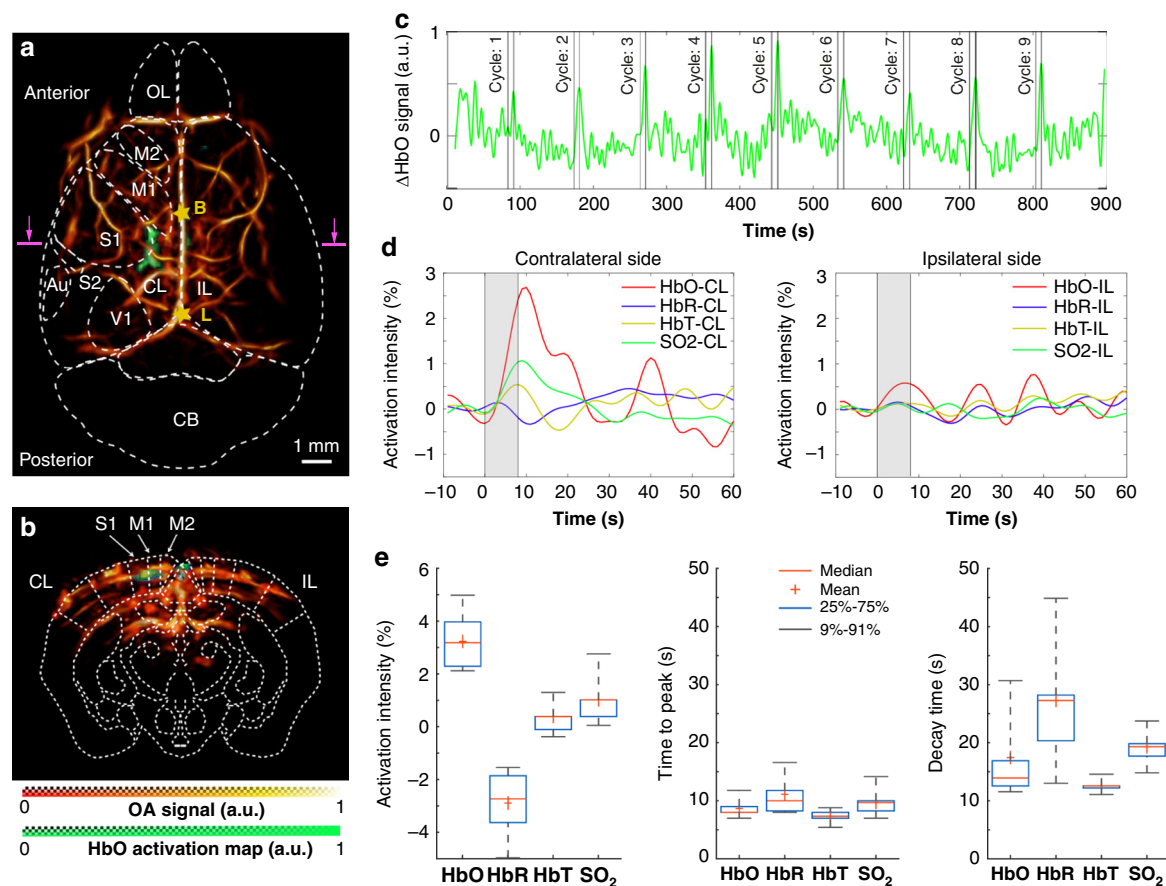 a
Anterior
OL
M2
M1
B
S1
Au
S2
CL
IL
V1
L
CB
Posterior
1 mm
b
S1 M1 M2
CL
IL
0 1
OA signal (a.u.)
0 1
HbO activation map (a.u.)
c
ΔHbO signal (a.u.)
1
0
Cycle: 1
Cycle: 2
Cycle: 3
Cycle: 4
Cycle: 5
Cycle: 6
Cycle: 7
Cycle: 8
Cycle: 9
0 100 200 300 400 500 600 700 800 900
Time (s)
d
Contralateral side
Activation intensity (%)
3
2
1
0
−1
HbO-CL
HbR-CL
HbT-CL
SO2-CL
−10 0 10 20 30 40 50 60
Time (s)
Ipsilateral side
Activation intensity (%)
3
2
1
0
−1
HbO-IL
HbR-IL
HbT-IL
SO2-IL
−10 0 10 20 30 40 50 60
Time (s)
e
Activation intensity (%)
6
4
2
0
−2
−4
HbO HbR HbT SO₂
Time to peak (s)
50
40
30
20
10
0
Median
Mean
25%-75%
9%-91%
HbO HbR HbT SO₂
Decay time (s)
50
40
30
20
10
0
HbO HbR HbT SO₂